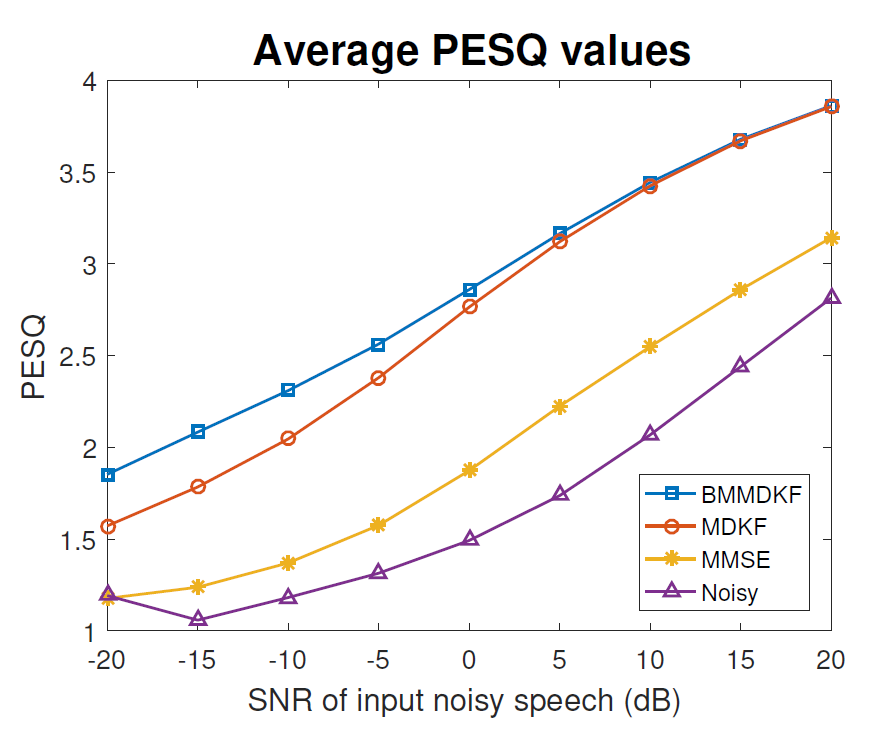 Average PESQ values
4
3.5
3
2.5
2
1.5
1
PESQ
BMMDKF
MDKF
MMSE
Noisy
-20 -15 -10 -5 0 5 10 15 20
SNR of input noisy speech (dB)